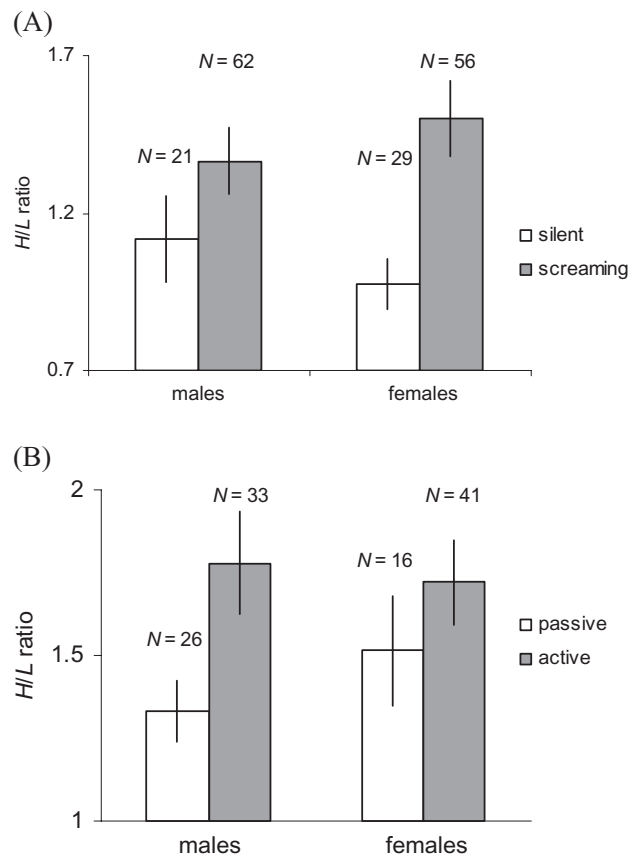 (A)
1.7
N = 62
N = 56
N = 21
N = 29
H/L ratio
1.2
silent
screaming
0.7
males
females
(B)
2
N = 33
N = 41
N = 16
N = 26
H/L ratio
passive
active
1.5
1
males
females